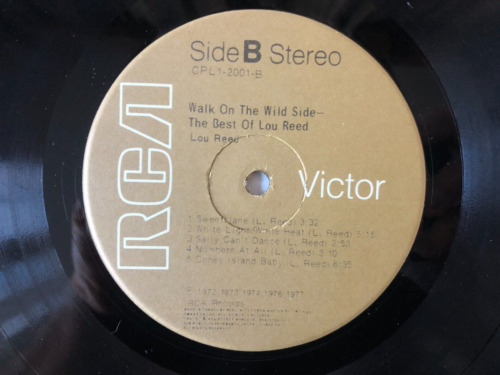 Side B Stereo
CPL1-2001-B
Walk On The Wild Side—
The Best Of Lou Reed
Lou Reed
RCA
Victor
1 Sweet Jane (L. Reed) 3:32
2 White Light/White Heat (L. Reed) 5:15
3 Sally Can't Dance (L. Reed) 2:50
4 Nowhere At All (L. Reed) 3:10
5 Coney Island Baby (L. Reed) 6:35
1972, 1973, 1974, 1976, 1977
RCA Records